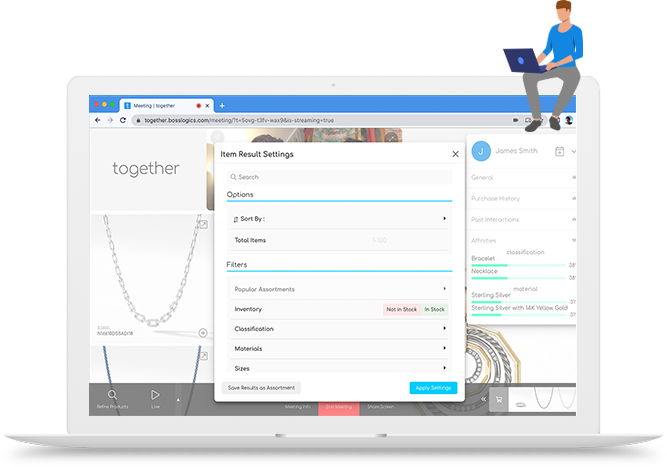 Meeting | together
together.bosslogics.com/meeting/?t=5ovg-t3fv-wax9&is-streaming=true
together
Item Result Settings
Search
Options
Sort By :
Total Items
1-100
Filters
Popular Assortments
Inventory
Not in Stock
In Stock
Classification
Materials
Sizes
Save Results as Assortment
Apply Settings
J
James Smith
General
Purchase History
Past Interactions
Affinities
classification
Bracelet
Necklace
material
Sterling Silver
Sterling Silver with 14K Yellow Gold
Refine Products
Live
Meeting Info
End Meeting
Share Screen